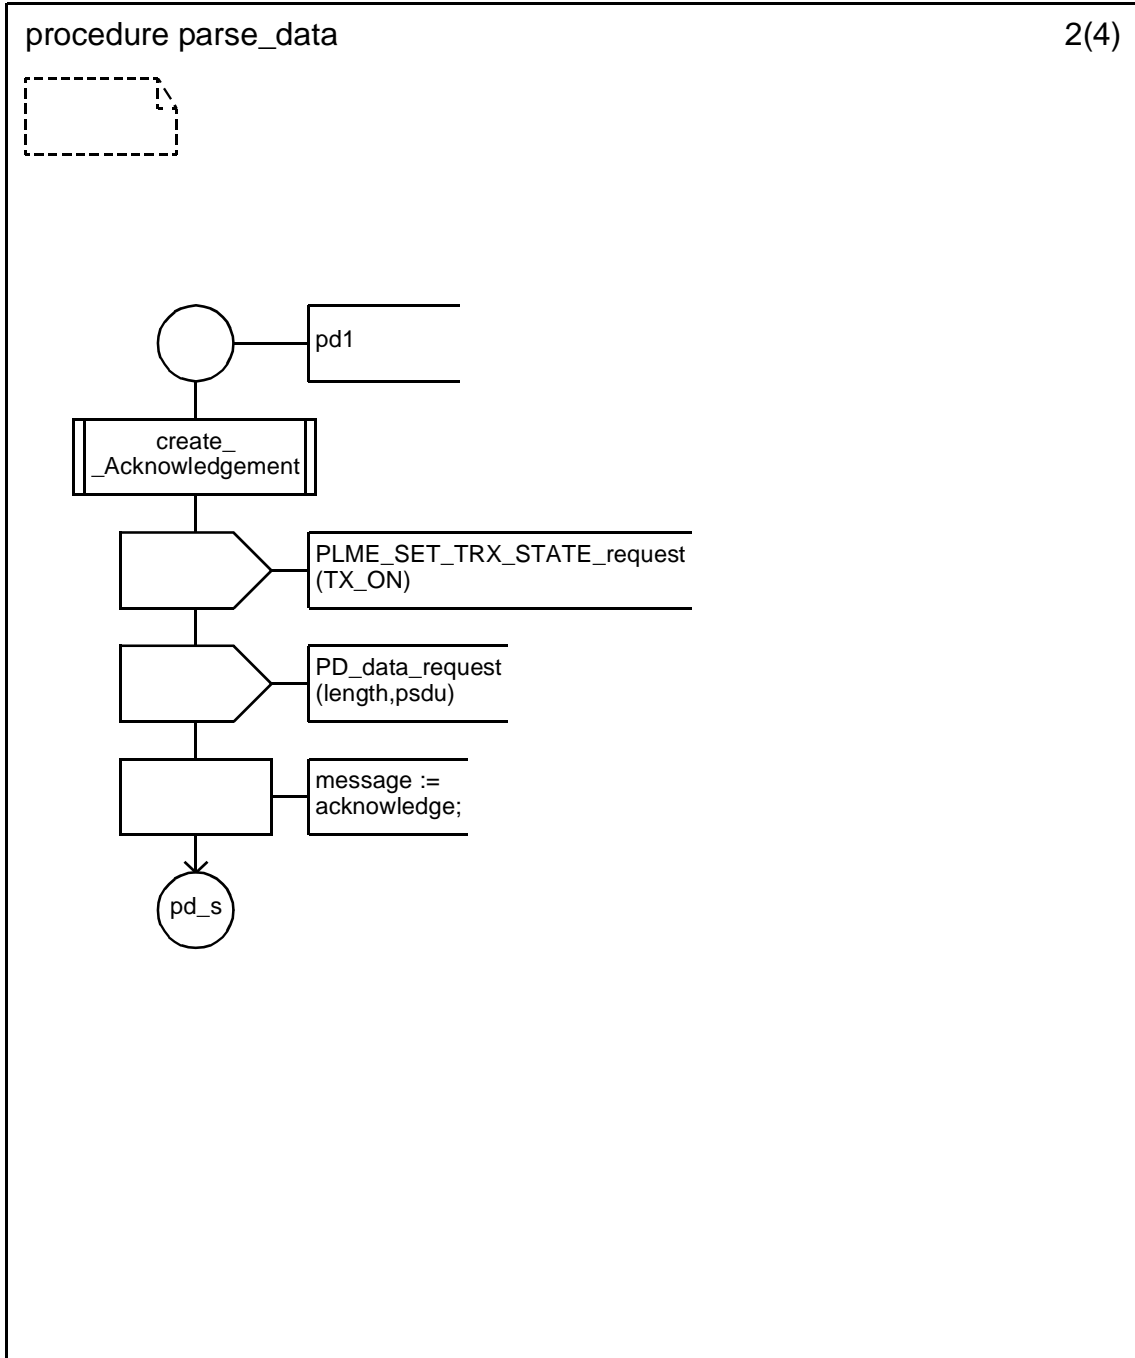 procedure parse_data
2(4)
pd1
create_
_Acknowledgement
PLME_SET_TRX_STATE_request
(TX_ON)
PD_data_request
(length,psdu)
message :=
acknowledge;
pd_s